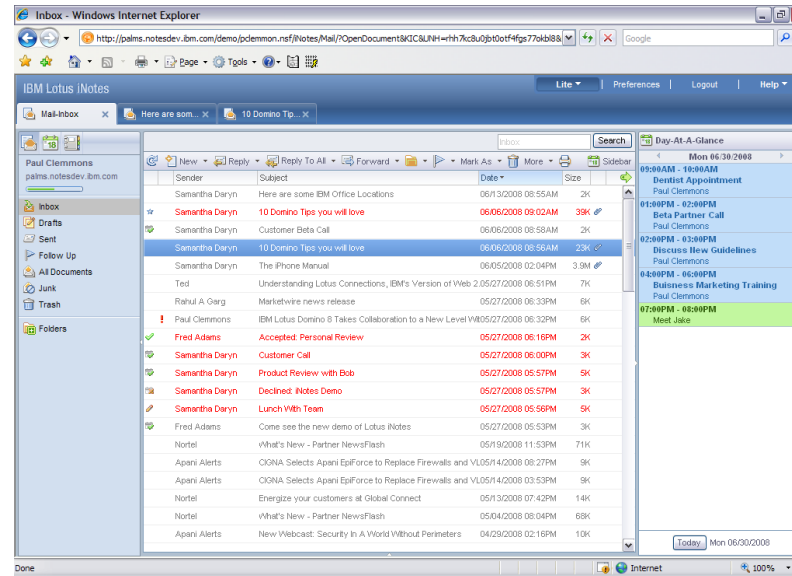 Inbox - Windows Internet Explorer
http://palms.notesdev.ibm.com/demo/pclemmon.nsf/iNotes/Mail/?OpenDocument&KIC&UNH=rhh7kc8u0jbt0otf4fgs77okbl8&
Google
Page Tools
IBM Lotus iNotes
Lite | Preferences | Logout | Help
Mail-Inbox X
Here are som... X
10 Domino Tip... X
Inbox Search
Day-At-A-Glance
Paul Clemmons
palms.notesdev.ibm.com
Inbox
Drafts
Sent
Follow Up
All Documents
Junk
Trash
Folders
New Reply Reply To All Forward Mark As More Sidebar
Sender Subject Date Size
Samantha Daryn Here are some IBM Office Locations 06/13/2008 08:55AM 2K
Samantha Daryn 10 Domino Tips you will love 06/06/2008 09:02AM 39K
Samantha Daryn Customer Beta Call 06/06/2008 08:58AM 2K
Samantha Daryn 10 Domino Tips you will love 06/06/2008 08:56AM 23K
Samantha Daryn The iPhone Manual 06/05/2008 02:04PM 3.9M
Ted Understanding Lotus Connections, IBM's Version of Web 2.0 05/27/2008 06:51PM 7K
Rahul A Garg Marketwire news release 05/27/2008 06:33PM 6K
Paul Clemmons IBM Lotus Domino 8 Takes Collaboration to a New Level Wit 05/27/2008 06:32PM 6K
Fred Adams Accepted: Personal Review 05/27/2008 06:16PM 2K
Samantha Daryn Customer Call 05/27/2008 06:00PM 3K
Samantha Daryn Product Review with Bob 05/27/2008 05:57PM 5K
Samantha Daryn Declined: iNotes Demo 05/27/2008 05:57PM 3K
Samantha Daryn Lunch With Team 05/27/2008 05:56PM 5K
Fred Adams Come see the new demo of Lotus iNotes 05/27/2008 05:53PM 3K
Nortel What's New - Partner NewsFlash 05/19/2008 11:53PM 71K
Apani Alerts CIGNA Selects Apani EpiForce to Replace Firewalls and VL 05/14/2008 08:27PM 9K
Apani Alerts CIGNA Selects Apani EpiForce to Replace Firewalls and VL 05/14/2008 03:53PM 9K
Nortel Energize your customers at Global Connect 05/13/2008 07:42PM 14K
Nortel What's New - Partner NewsFlash 05/04/2008 08:04PM 68K
Apani Alerts New Webcast: Security In A World Without Perimeters 04/29/2008 02:16PM 10K
Mon 06/30/2008
09:00AM - 10:00AM
Dentist Appointment
Paul Clemmons
01:00PM - 02:00PM
Beta Partner Call
Paul Clemmons
02:00PM - 03:00PM
Discuss New Guidelines
Paul Clemmons
04:00PM - 06:00PM
Buisness Marketing Training
Paul Clemmons
07:00PM - 08:00PM
Meet Jake
Today Mon 06/30/2008
Done Internet 100%